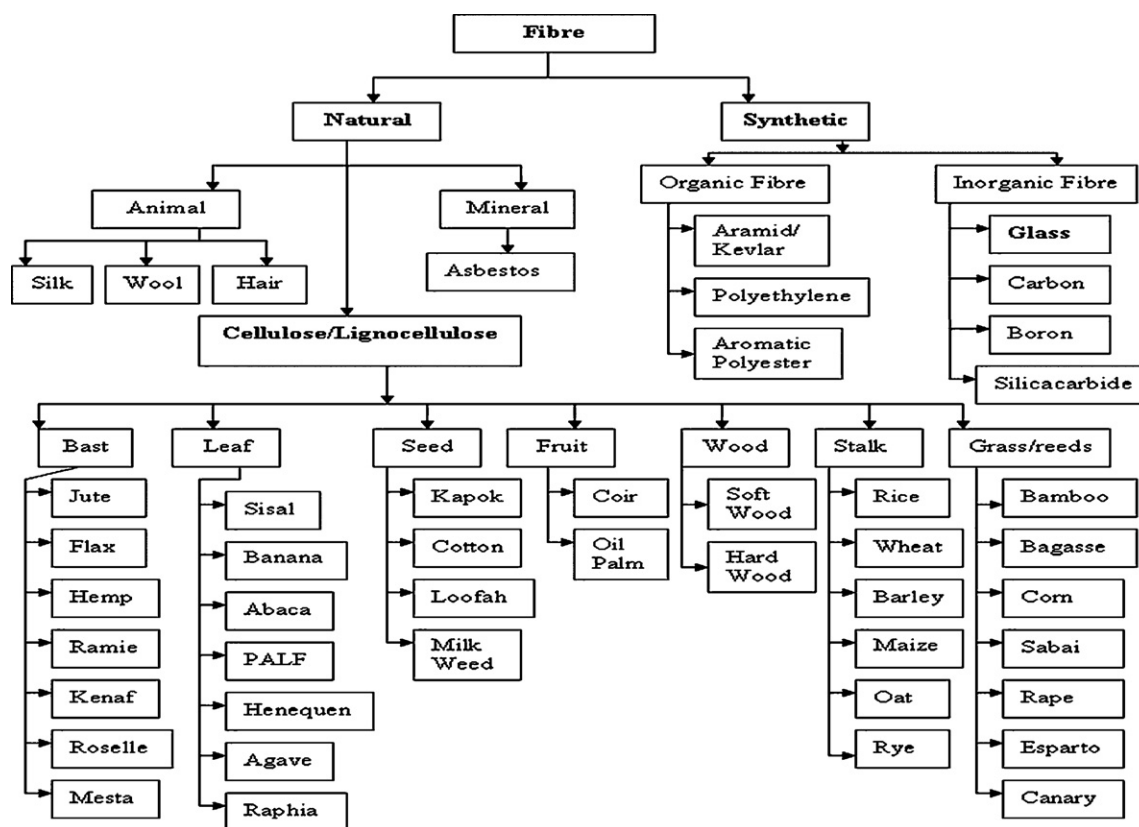 Fibre
Natural
Synthetic
Animal
Mineral
Organic Fibre
Inorganic Fibre
Silk
Wool
Hair
Asbestos
Aramid/
Kevlar
Polyethylene
Aromatic
Polyester
Glass
Carbon
Boron
Silicacarbide
Cellulose/Lignocellulose
Bast
Leaf
Seed
Fruit
Wood
Stalk
Grass/reeds
Jute
Flax
Hemp
Ramie
Kenaf
Roselle
Mesta
Sisal
Banana
Abaca
PALF
Henequen
Agave
Raphia
Kapok
Cotton
Loofah
Milk
Weed
Coir
Oil
Palm
Soft
Wood
Hard
Wood
Rice
Wheat
Barley
Maize
Oat
Rye
Bamboo
Bagasse
Corn
Sabai
Rape
Esparto
Canary